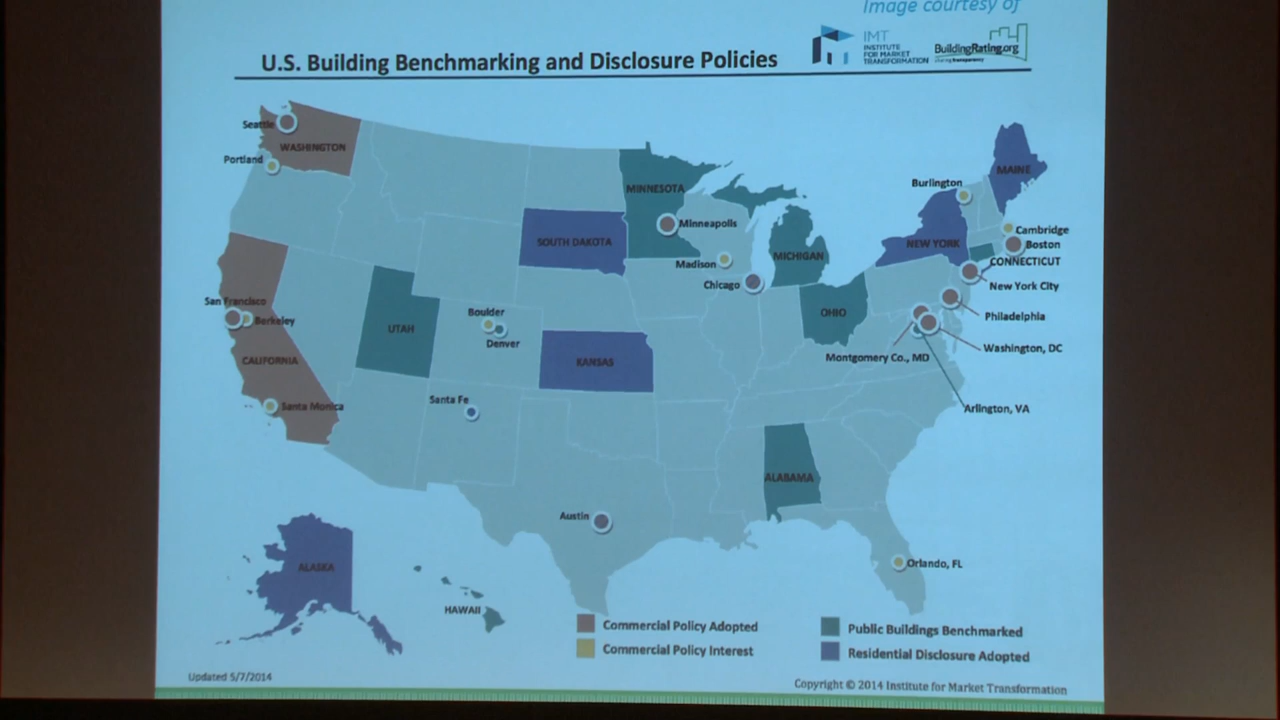 Image courtesy of
U.S. Building Benchmarking and Disclosure Policies
IMT
INSTITUTE
FOR MARKET
TRANSFORMATION
BuildingRating.org
sharing transparency
Seattle
WASHINGTON
Portland
MINNESOTA
MAINE
Burlington
Minneapolis
Cambridge
Boston
SOUTH DAKOTA
NEW YORK
MICHIGAN
CONNECTICUT
Madison
Chicago
New York City
San Francisco
Berkeley
Boulder
Denver
UTAH
OHIO
Philadelphia
Washington, DC
CALIFORNIA
KANSAS
Montgomery Co., MD
Santa Monica
Santa Fe
Arlington, VA
ALABAMA
Austin
Orlando, FL
ALASKA
HAWAII
Commercial Policy Adopted
Commercial Policy Interest
Public Buildings Benchmarked
Residential Disclosure Adopted
Updated 5/7/2014
Copyright © 2014 Institute for Market Transformation